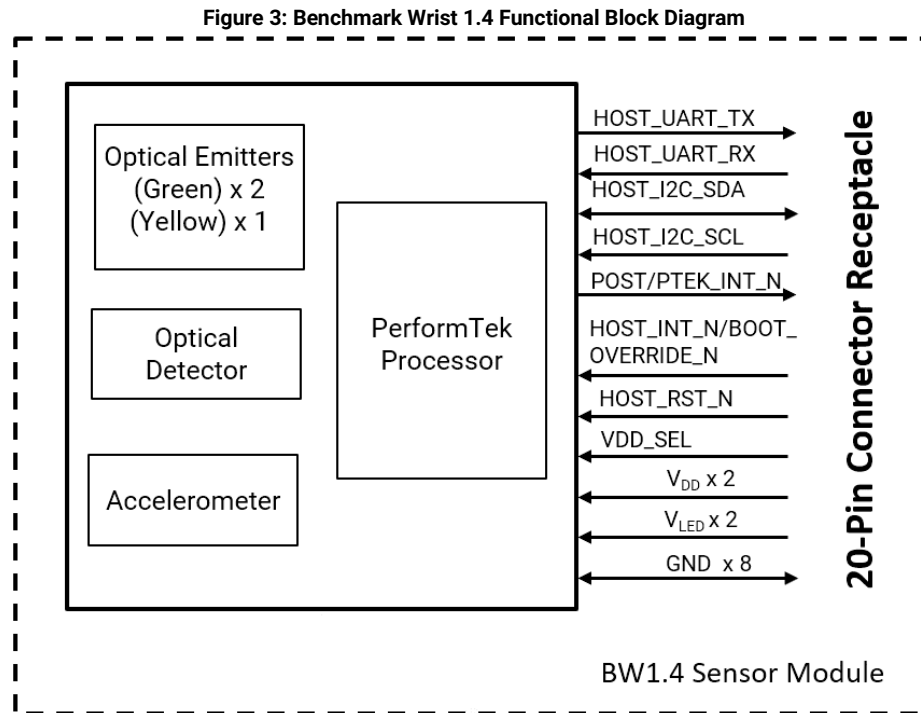 Figure 3: Benchmark Wrist 1.4 Functional Block Diagram
Optical Emitters
(Green) x 2
(Yellow) x 1
Optical
Detector
Accelerometer
PerformTek
Processor
HOST_UART_TX
HOST_UART_RX
HOST_I2C_SDA
HOST_I2C_SCL
POST/PTEK_INT_N
HOST_INT_N/BOOT_
OVERRIDE_N
HOST_RST_N
VDD_SEL
VDD x 2
VLED x 2
GND x 8
20-Pin Connector Receptacle
BW1.4 Sensor Module